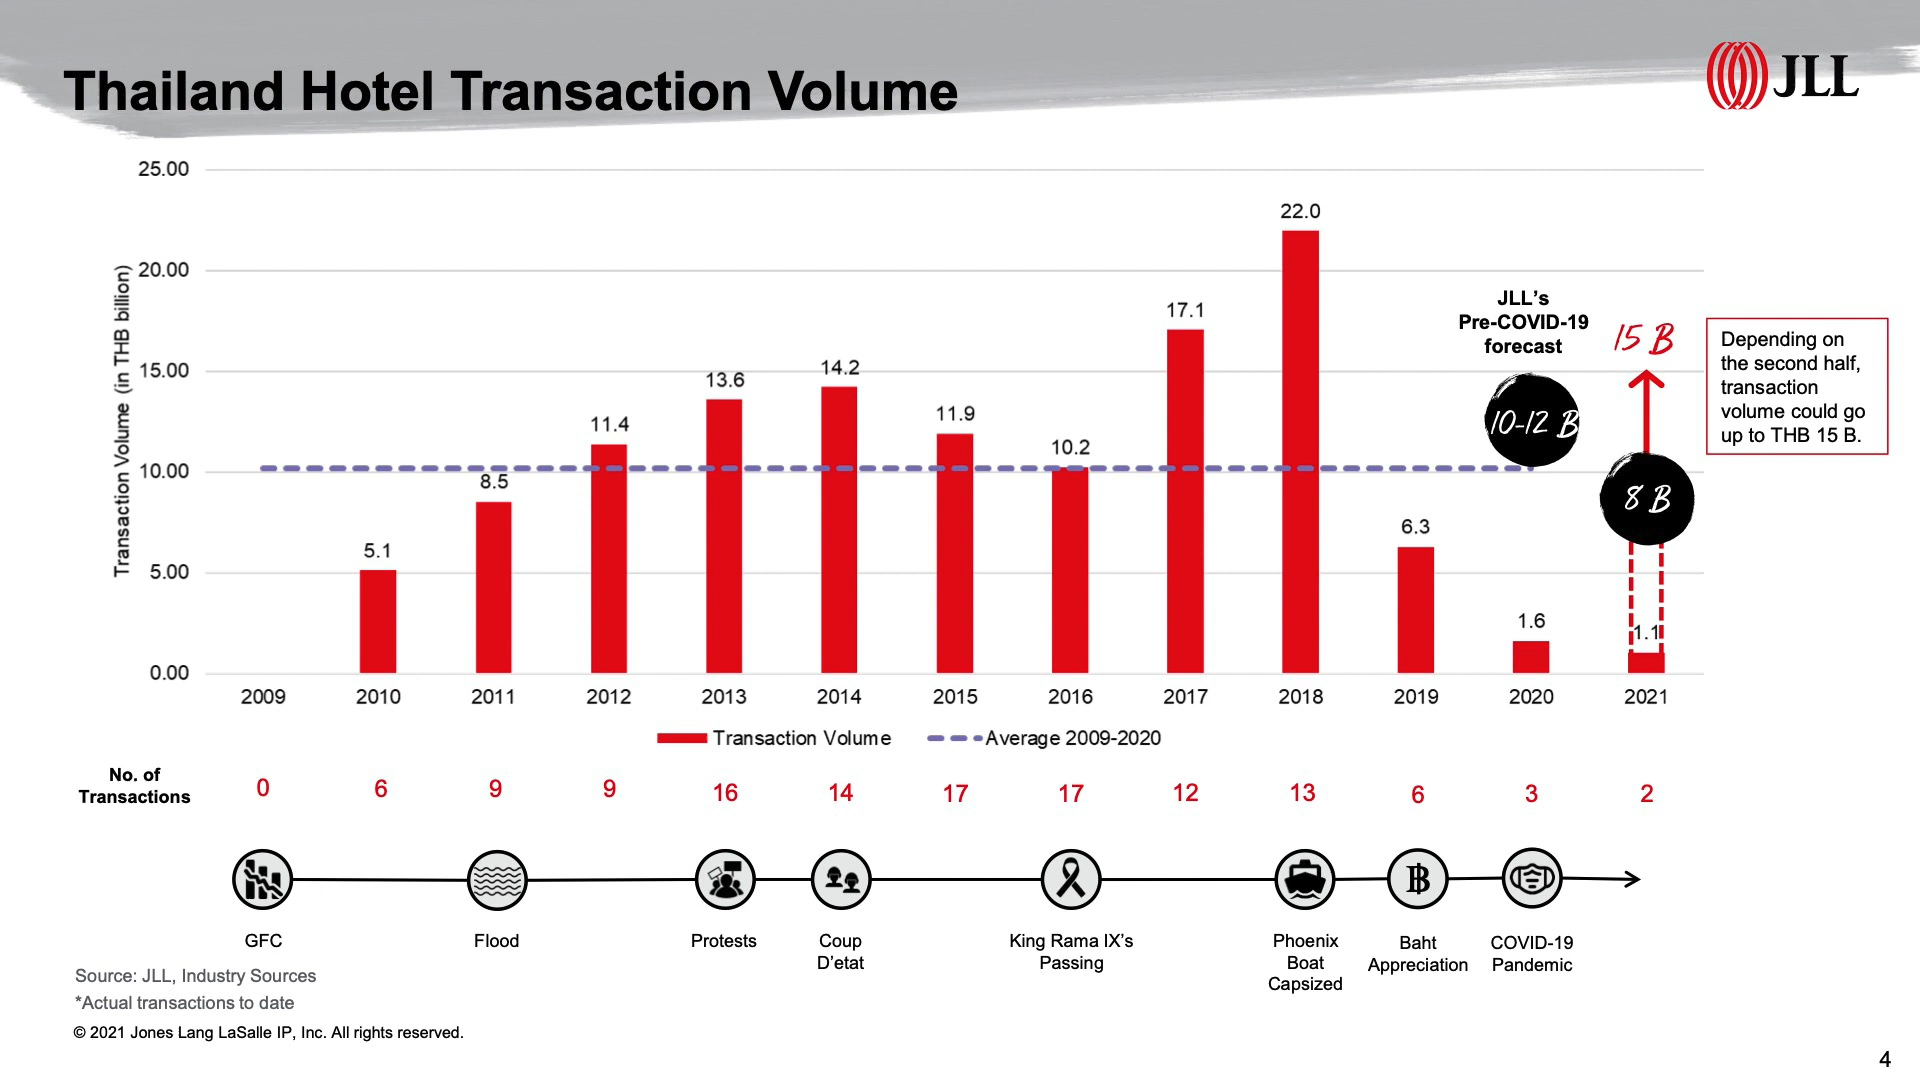 Thailand Hotel Transaction Volume
JLL
Transaction Volume (in THB billion)
25.00
20.00
15.00
10.00
5.00
0.00
5.1
8.5
11.4
13.6
14.2
11.9
10.2
17.1
22.0
6.3
1.6
1.1
JLL's
Pre-COVID-19
forecast
10-12 B
15 B
8 B
Depending on
the second half,
transaction
volume could go
up to THB 15 B.
2009 2010 2011 2012 2013 2014 2015 2016 2017 2018 2019 2020 2021
Transaction Volume Average 2009-2020
No. of
Transactions
0 6 9 9 16 14 17 17 12 13 6 3 2
฿
GFC
Flood
Protests
Coup
D'etat
King Rama IX's
Passing
Phoenix
Boat
Capsized
Baht
Appreciation
COVID-19
Pandemic
Source: JLL, Industry Sources
*Actual transactions to date
© 2021 Jones Lang LaSalle IP, Inc. All rights reserved.
4